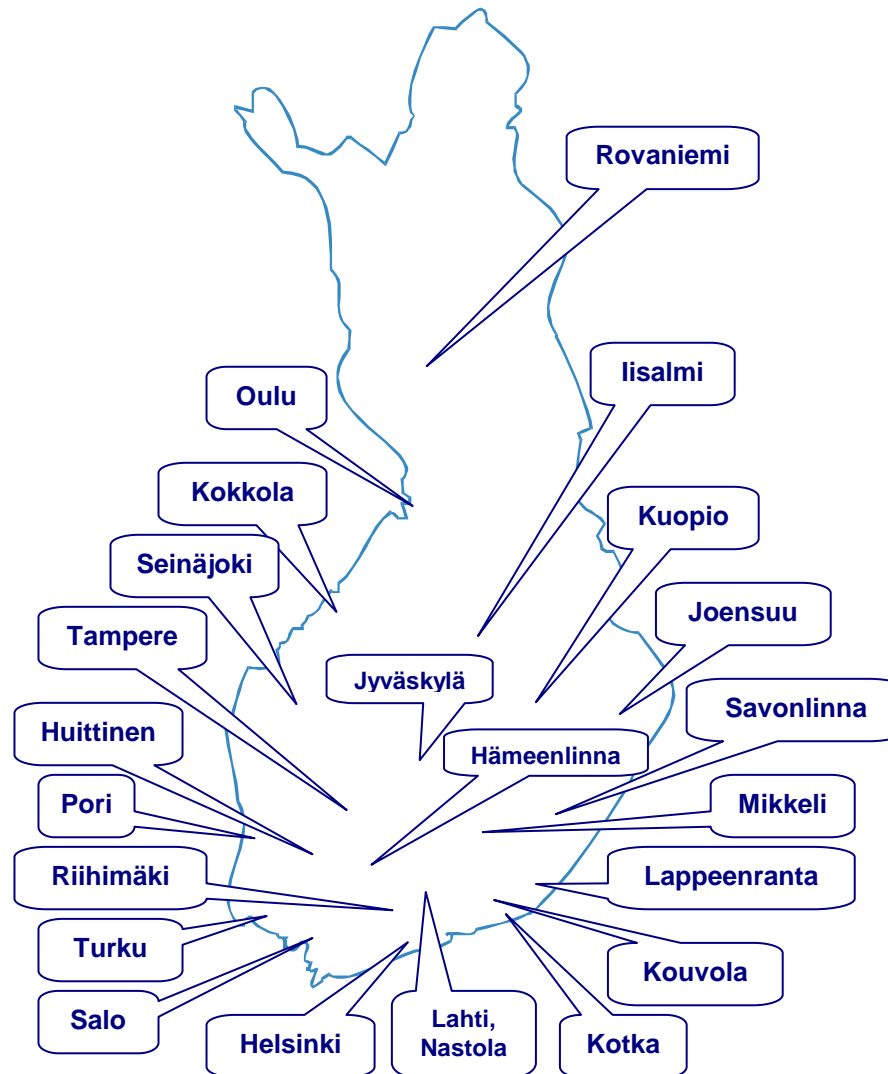 Rovaniemi
Iisalmi
Oulu
Kokkola
Kuopio
Seinäjoki
Joensuu
Tampere
Jyväskylä
Savonlinna
Huittinen
Hämeenlinna
Pori
Mikkeli
Riihimäki
Lappeenranta
Turku
Kouvola
Salo
Helsinki
Lahti,
Nastola
Kotka